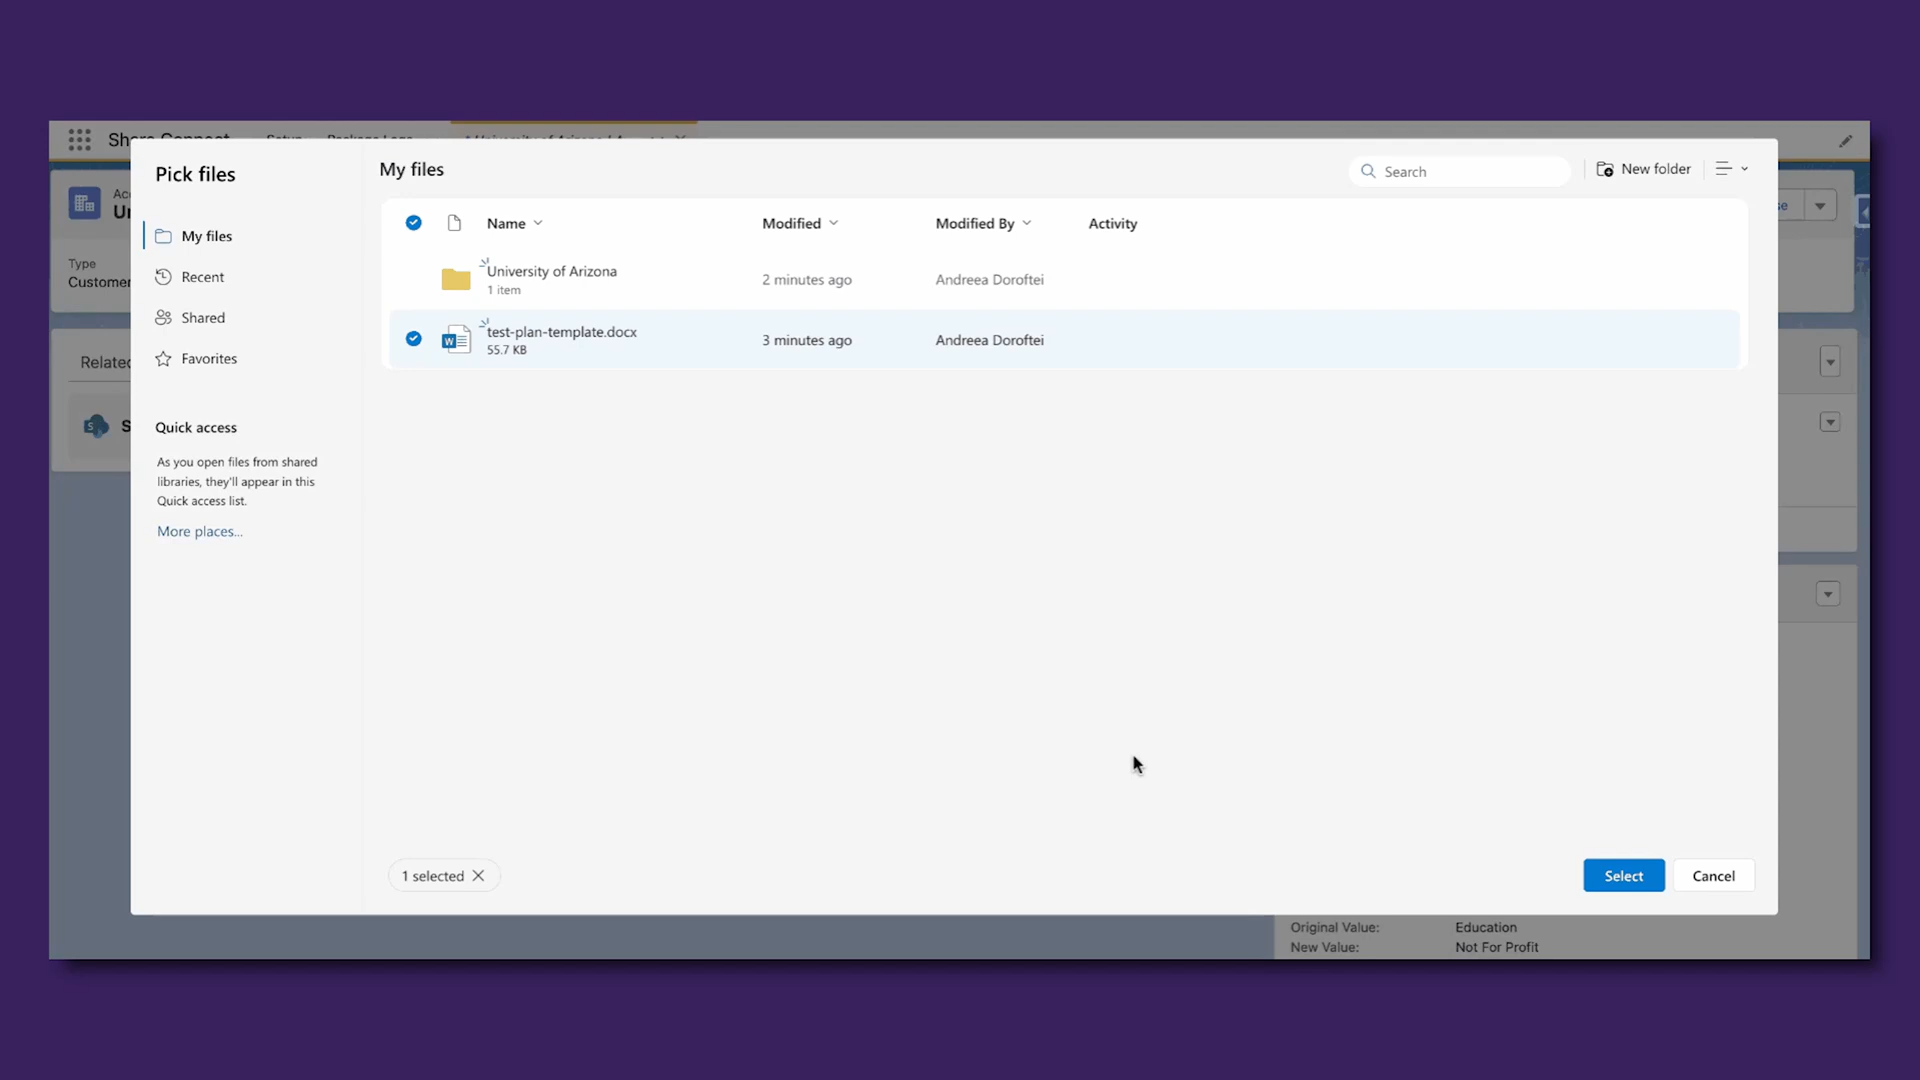 Pick files
My files
Recent
Shared
Favorites
Quick access
As you open files from shared
libraries, they'll appear in this
Quick access list.
More places...
My files
Search
New folder
Name
Modified
Modified By
Activity
University of Arizona
1 item
2 minutes ago
Andreea Doroftei
test-plan-template.docx
55.7 KB
3 minutes ago
Andreea Doroftei
1 selected
Select
Cancel
Type
Customer
Original Value:
Education
New Value:
Not For Profit